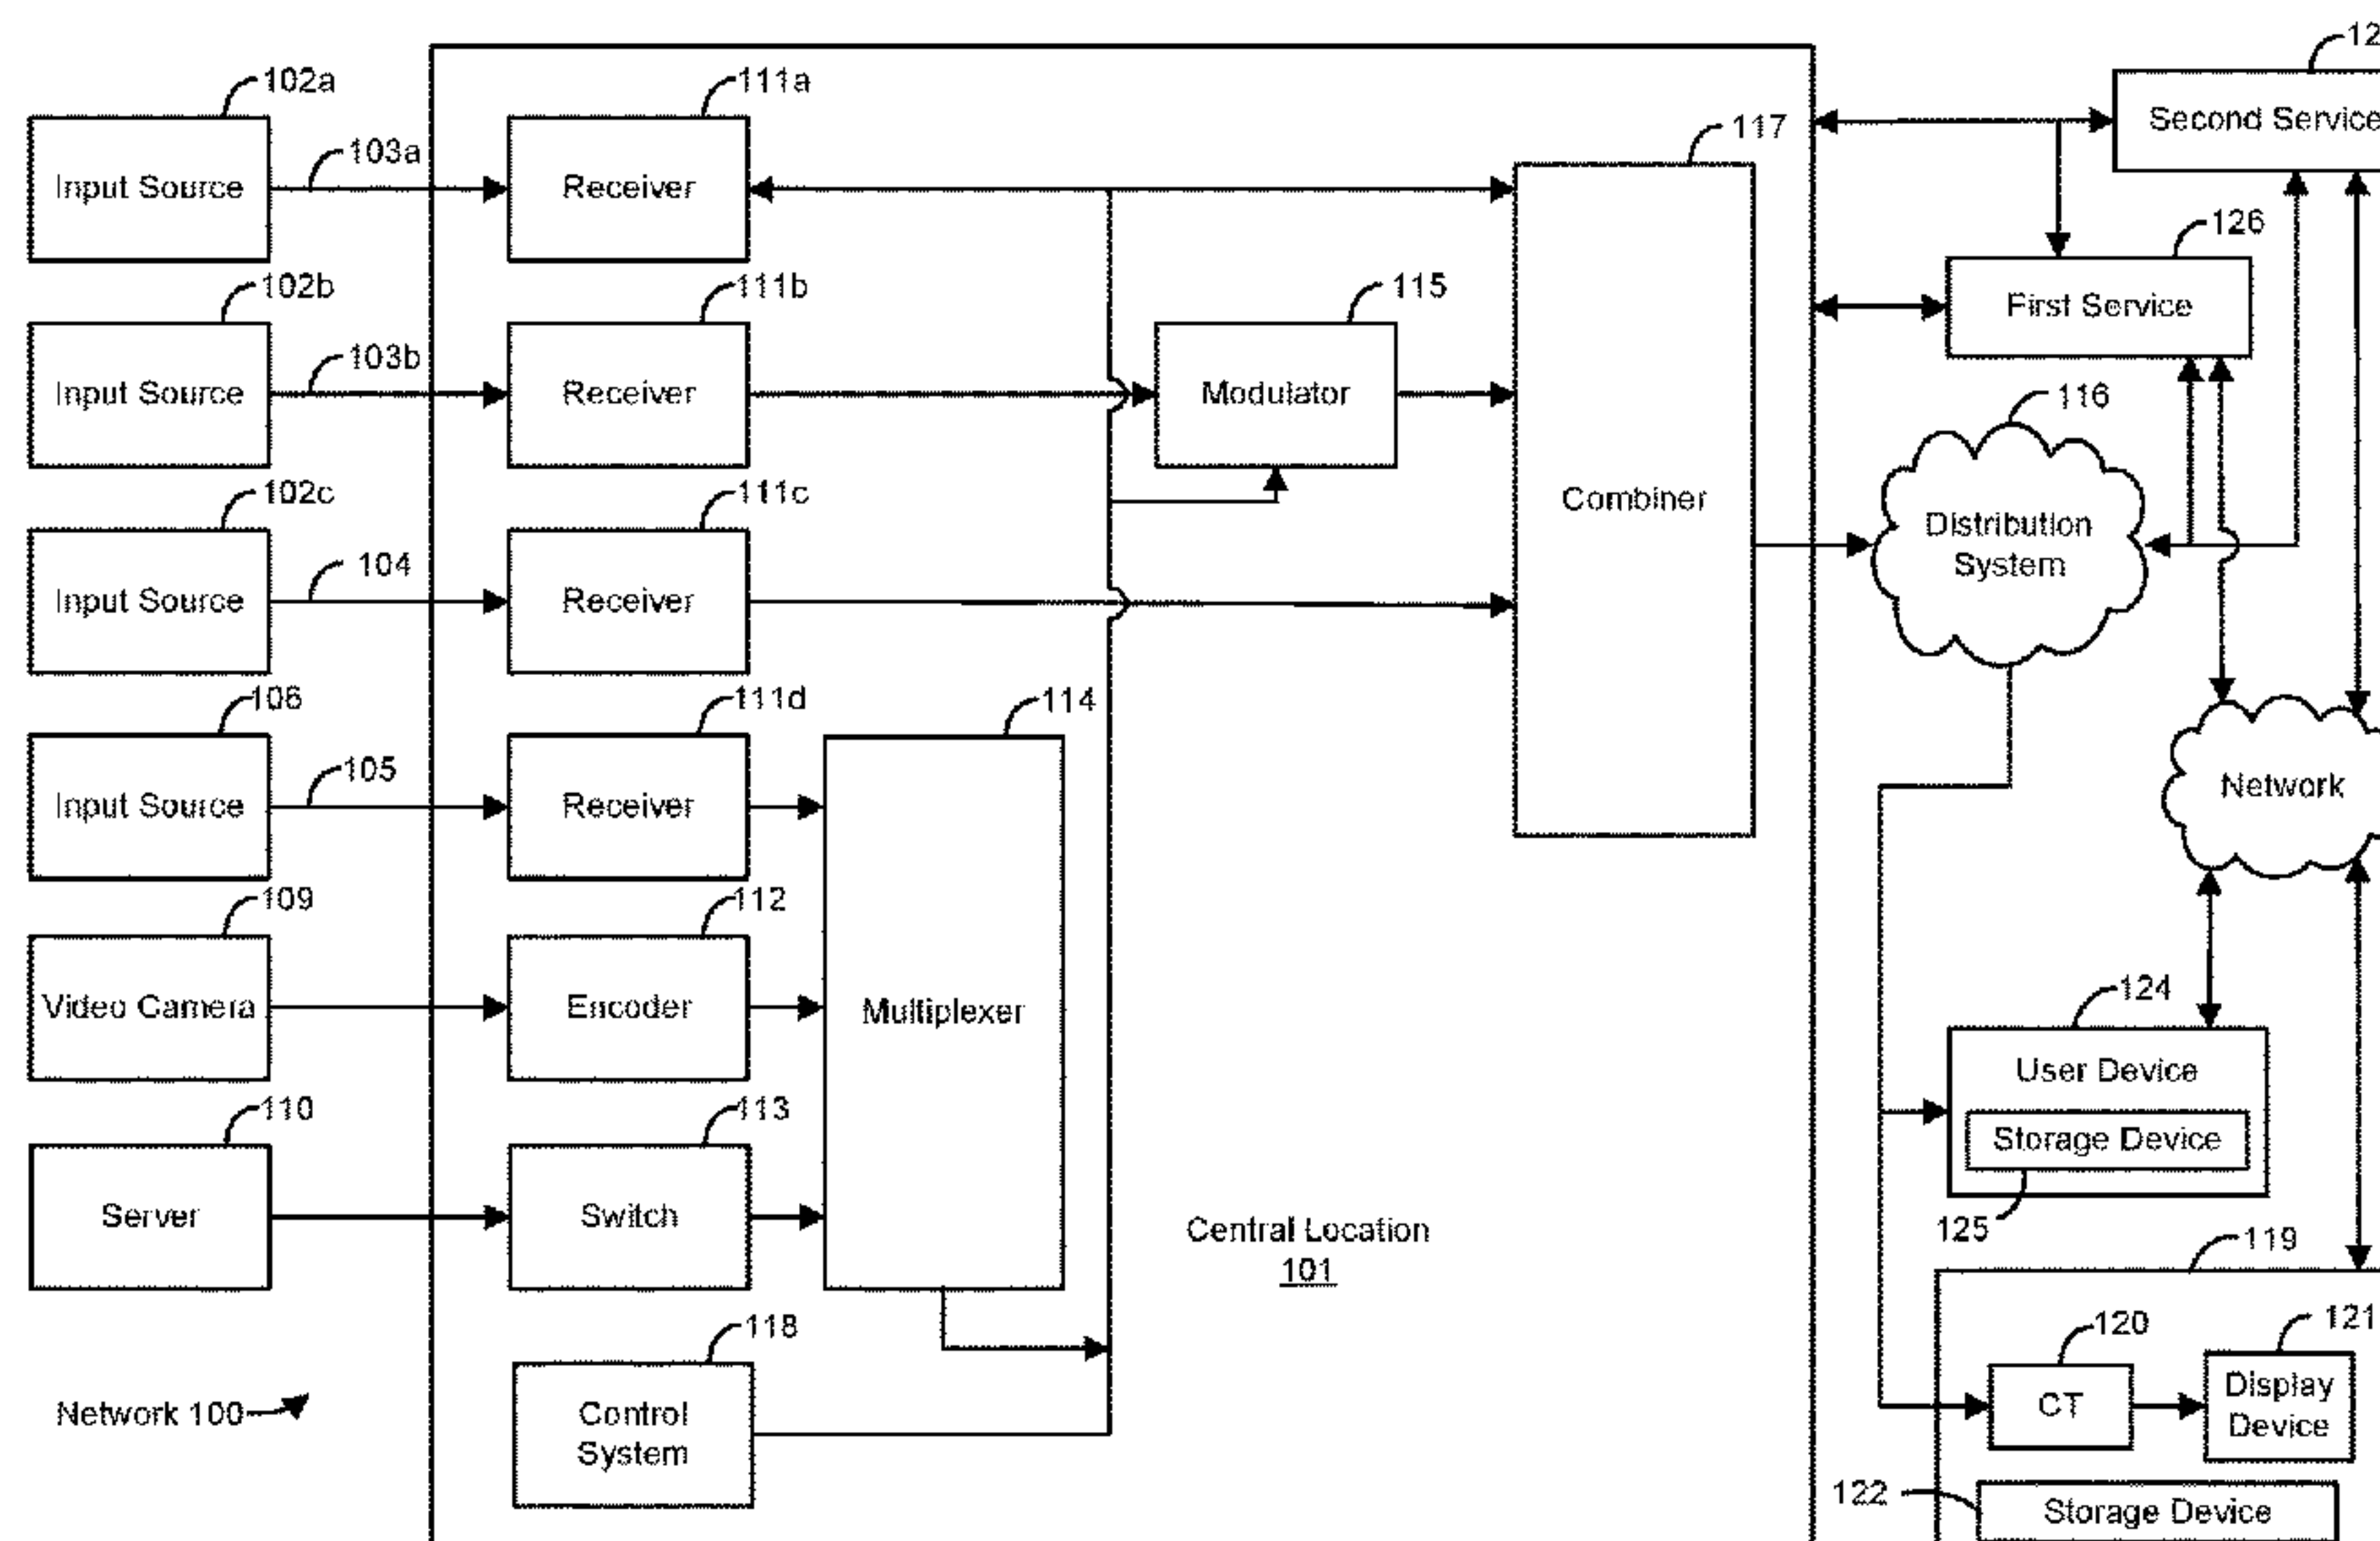 12
102a
111a
Second Service
103a
117
Input Source
Receiver
126
102b
111b
115
First Service
103b
Input Source
Receiver
Modulator
116
102c
111c
Combiner
Distribution
System
104
Input Source
Receiver
106
111d
114
105
Network
Input Source
Receiver
109
112
124
Video Camera
Encoder
Multiplexer
User Device
110
113
Storage Device
Server
Switch
Central Location
101
125
119
118
120
121
Network 100
Control
System
CT
Display
Device
122
Storage Device